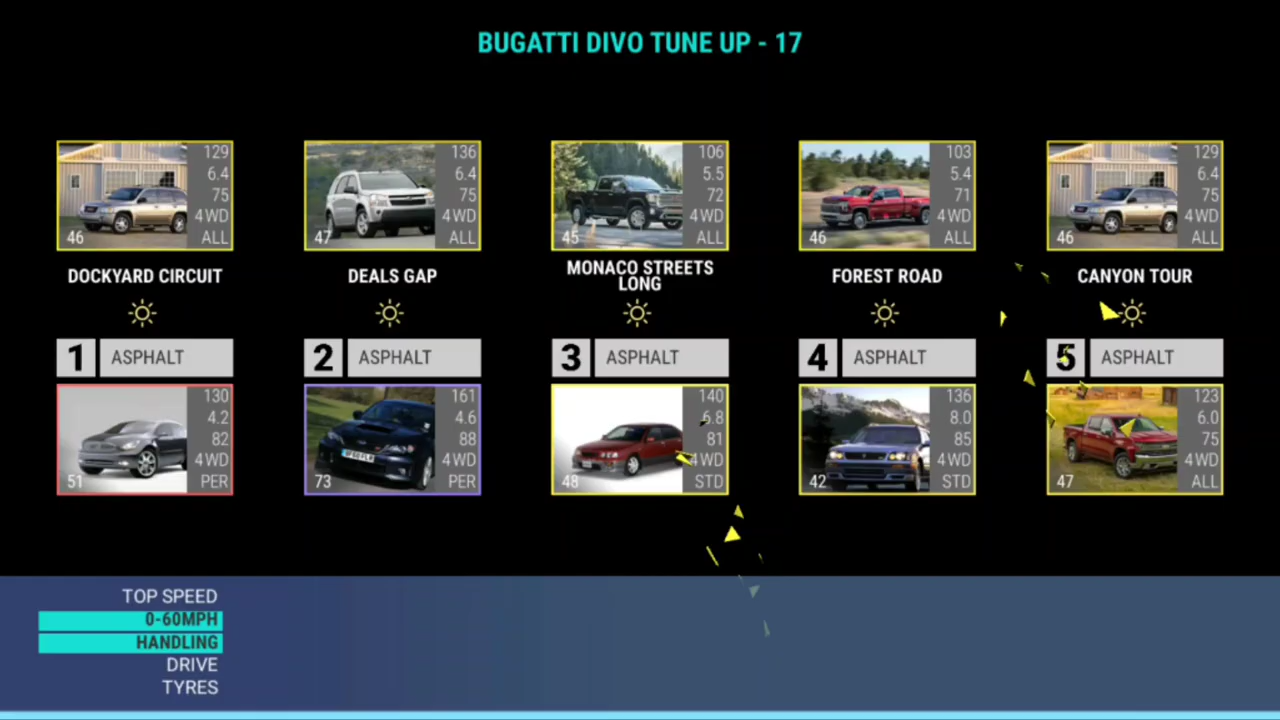 BUGATTI DIVO TUNE UP - 17
129
6.4
75
4WD
ALL
46
136
6.4
75
4WD
ALL
47
106
5.5
72
4WD
ALL
45
103
5.4
71
4WD
ALL
46
129
6.4
75
4WD
ALL
46
DOCKYARD CIRCUIT
DEALS GAP
MONACO STREETS
LONG
FOREST ROAD
CANYON TOUR
1 ASPHALT
2 ASPHALT
3 ASPHALT
4 ASPHALT
5 ASPHALT
130
4.2
82
4WD
PER
51
161
4.6
88
4WD
PER
73
140
6.8
81
4WD
STD
48
136
8.0
85
4WD
STD
42
123
6.0
75
4WD
ALL
47
TOP SPEED
0-60MPH
HANDLING
DRIVE
TYRES